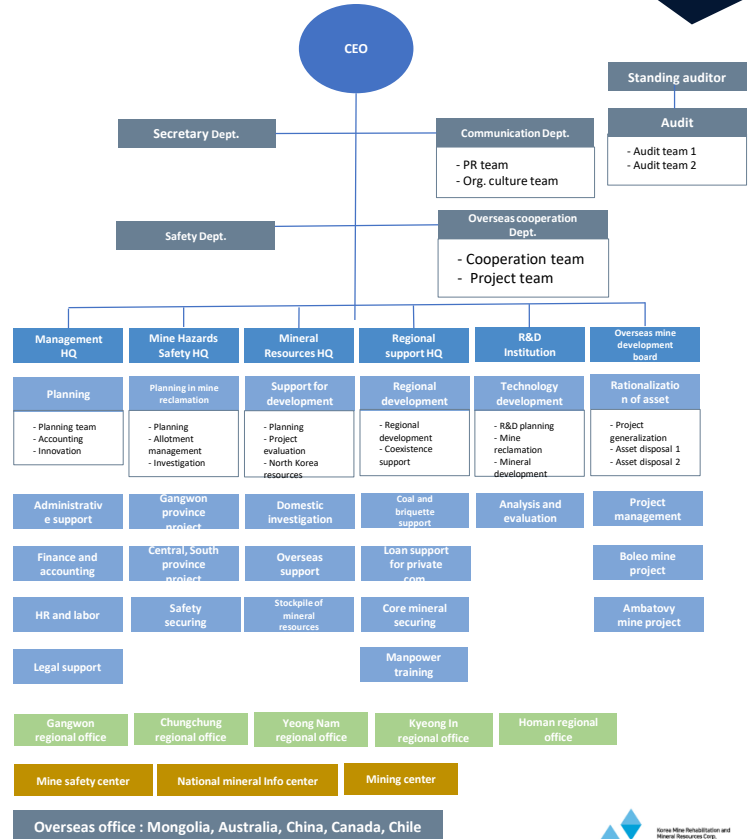 CEO
Standing auditor
Audit
- Audit team 1
- Audit team 2
Secretary Dept.
Communication Dept.
- PR team
- Org. culture team
Safety Dept.
Overseas cooperation
Dept.
- Cooperation team
- Project team
Management
HQ
Mine Hazards
Safety HQ
Mineral
Resources HQ
Regional
support HQ
R&D
Institution
Overseas mine
development
board
Planning
- Planning team
- Accounting
- Innovation
Planning in mine
reclamation
- Planning
- Allotment
management
- Investigation
Support for
development
- Planning
- Project
evaluation
- North Korea
resources
Regional
development
- Regional
development
- Coexistence
support
Technology
development
- R&D planning
- Mine
reclamation
- Mineral
development
Rationalizatio
n of asset
- Project
generalization
- Asset disposal 1
- Asset disposal 2
Administrativ
e support
Gangwon
province
project
Domestic
investigation
Coal and
briquette
support
Analysis and
evaluation
Project
management
Finance and
accounting
Central, South
province
project
Overseas
support
Loan support
for private
com
Boleo mine
project
HR and labor
Safety
securing
Stockpile of
mineral
resources
Core mineral
securing
Ambatovy
mine project
Legal support
Manpower
training
Gangwon
regional office
Chungchung
regional office
Yeong Nam
regional office
Kyeong In
regional office
Homan regional
office
Mine safety center
National mineral Info center
Mining center
Overseas office : Mongolia, Australia, China, Canada, Chile
Korea Mine Rehabilitation and
Mineral Resources Corp.